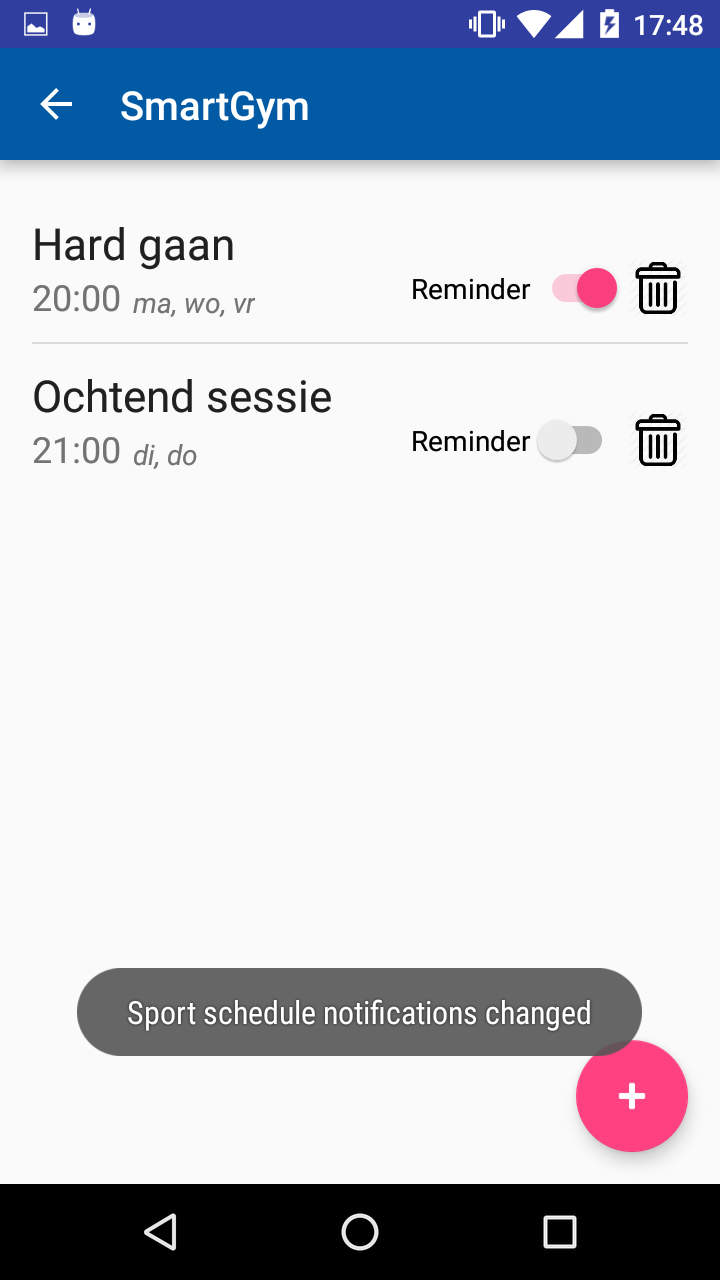 17:48
SmartGym
Hard gaan
20:00 ma, wo, vr
Reminder
Ochtend sessie
21:00 di, do
Reminder
Sport schedule notifications changed
+